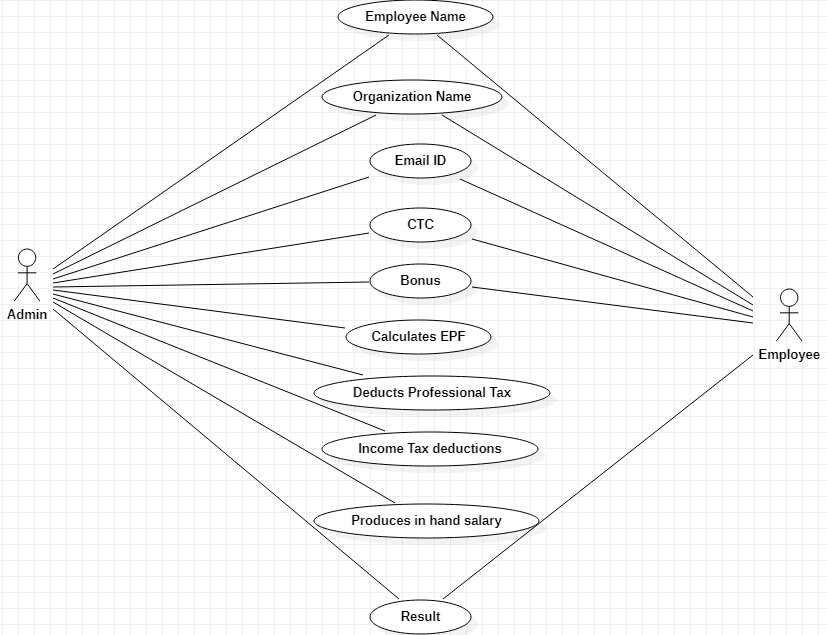 Employee Name
Organization Name
Email ID
CTC
Bonus
Admin
Calculates EPF
Employee
Deducts Professional Tax
Income Tax deductions
Produces in hand salary
Result